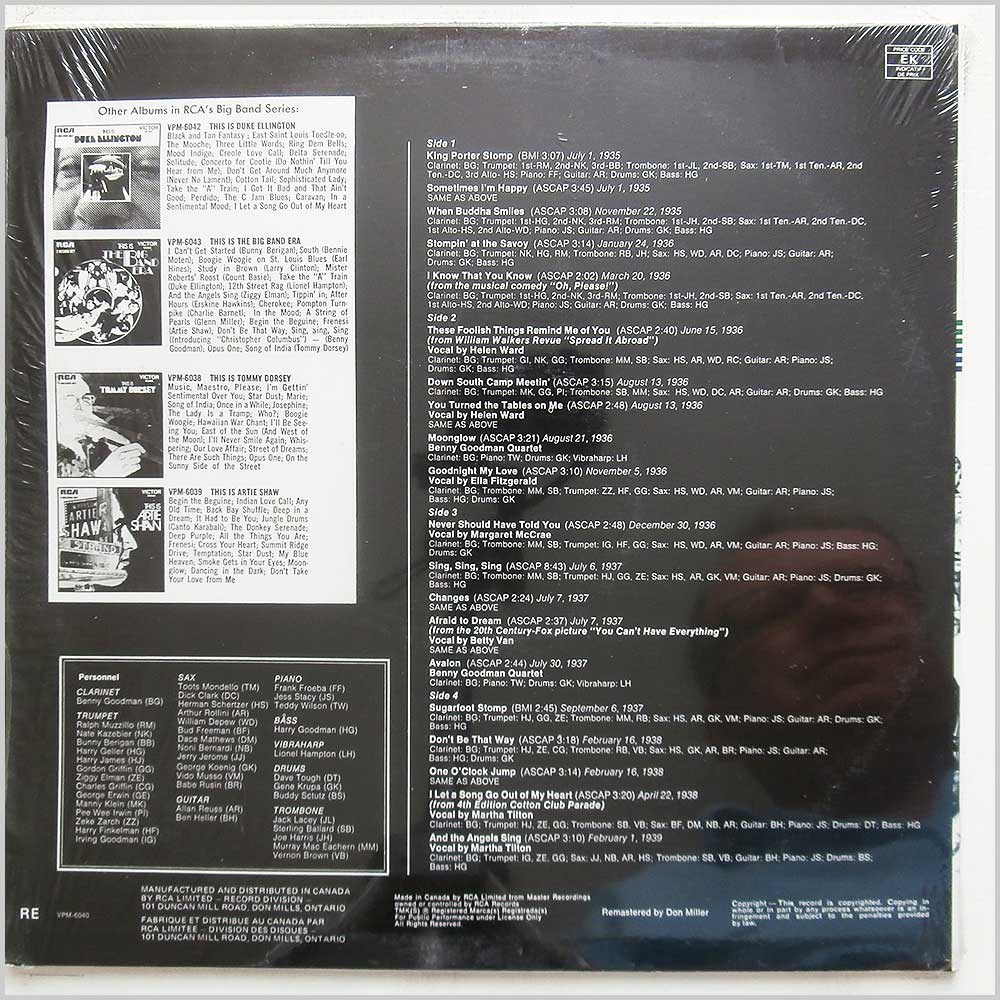 PRICE CODE
EK
INDICATIF
DE PRIX
Other Albums in RCA's Big Band Series:
RCA
VICTOR
THIS IS
DUKE ELLINGTON
VPM-6042 THIS IS DUKE ELLINGTON
Black and Tan Fantasy; East Saint Louis Toodle-oo;
The Mooche; Three Little Words; Ring Dem Bells;
Mood Indigo; Creole Love Call; Delta Serenade;
Solitude; Concerto for Cootie (Do Nothin' Till You
Hear from Me); Don't Get Around Much Anymore
(Never No Lament); Cotton Tail; Sophisticated Lady;
Take the "A" Train; I Got It Bad and That Ain't
Good; Perdido; The C Jam Blues; Caravan; In a
Sentimental Mood; I Let a Song Go Out of My Heart
RCA
THIS IS
VICTOR
THE BIG
BAND
ERA
VPM-6043 THIS IS THE BIG BAND ERA
I Can't Get Started (Bunny Berigan); South (Bennie
Moten); Boogie Woogie on St. Louis Blues (Earl
Hines); Study in Brown (Larry Clinton); Mister
Roberts' Roost (Count Basie); Take the "A" Train
(Duke Ellington); 12th Street Rag (Lionel Hampton);
And the Angels Sing (Ziggy Elman); Tippin' in; After
Hours (Erskine Hawkins); Cherokee; Pompton Turn-
pike (Charlie Barnet), In the Mood; A String of
Pearls (Glenn Miller); Begin the Beguine; Frenesi
(Artie Shaw); Don't Be That Way; Sing, Sing, Sing
(Introducing "Christopher Columbus") — (Benny
Goodman); Opus One; Song of India (Tommy Dorsey)
RCA
THIS IS
VICTOR
TOMMY DORSEY
VPM-6038 THIS IS TOMMY DORSEY
Music, Maestro, Please; I'm Gettin'
Sentimental Over You; Star Dust; Marie;
Song of India; Once in a While; Josephine;
The Lady Is a Tramp; Who?; Boogie
Woogie; Hawaiian War Chant; I'll Be See-
ing You; East of the Sun (And West of
the Moon); I'll Never Smile Again; Whis-
pering; Our Love Affair; Street of Dreams;
There Are Such Things; Opus One; On the
Sunny Side of the Street
RCA
VICTOR
ARTIE
SHAW
STRAND
THIS IS
ARTIE
SHAW
VPM-6039 THIS IS ARTIE SHAW
Begin the Beguine; Indian Love Call; Any
Old Time; Back Bay Shuffle; Deep in a
Dream; It Had to Be You; Jungle Drums
(Canto Karabali); The Donkey Serenade;
Deep Purple; All the Things You Are;
Frenesi; Cross Your Heart; Summit Ridge
Drive; Temptation; Star Dust; My Blue
Heaven; Smoke Gets in Your Eyes; Moon-
glow; Dancing in the Dark; Don't Take
Your Love from Me
Personnel
CLARINET
Benny Goodman (BG)
TRUMPET
Ralph Muzzillo (RM)
Nate Kazebier (NK)
Bunny Berigan (BB)
Harry Geller (HG)
Harry James (HJ)
Gordon Griffin (GG)
Ziggy Elman (ZE)
Charles Griffin (CG)
George Erwin (GE)
Manny Klein (MK)
Pee Wee Irwin (PI)
Zeke Zarch (ZZ)
Harry Finkelman (HF)
Irving Goodman (IG)
SAX
Toots Mondello (TM)
Dick Clark (DC)
Herman Schertzer (HS)
Arthur Rollini (AR)
William Depew (WD)
Bud Freeman (BF)
Dace Mathews (DM)
Noni Bernardi (NB)
Jerry Jerome (JJ)
George Koenig (GK)
Vido Musso (VM)
Babe Rusin (BR)
GUITAR
Allan Reuss (AR)
Ben Heller (BH)
PIANO
Frank Froeba (FF)
Jess Stacy (JS)
Teddy Wilton (TW)
BASS
Harry Goodman (HG)
VIBRAHARP
Lionel Hampton (LH)
DRUMS
Dave Tough (DT)
Gene Krupa (GK)
Buddy Schutz (BS)
TROMBONE
Jack Lacey (JL)
Sterling Ballard (SB)
Joe Harris (JH)
Murray Mac Eachern (MM)
Vernon Brown (VB)
Side 1
King Porter Stomp (BMI 3:07) July 1, 1935
Clarinet: BG; Trumpet: 1st-RM, 2nd-NK, 3rd-BB; Trombone: 1st-JL, 2nd-SB; Sax: 1st-TM, 1st Ten.-AR, 2nd
Ten.-DC, 3rd Alto- HS; Piano: FF; Guitar: AR; Drums: GK; Bass: HG
Sometimes I'm Happy (ASCAP 3:45) July 1, 1935
SAME AS ABOVE
When Buddha Smiles (ASCAP 3:08) November 22, 1935
Clarinet: BG; Trumpet: 1st-HG, 2nd-NK, 3rd-RM; Trombone: 1st-JH, 2nd-SB; Sax: 1st Ten.-AR, 2nd Ten.-DC,
1st Alto-HS, 2nd Alto-WD; Piano: JS; Guitar: AR; Drums: GK; Bass: HG
Stompin' at the Savoy (ASCAP 3:14) January 24, 1936
Clarinet: BG; Trumpet: NK, HG, RM; Trombone: RB, JH; Sax: HS, WD, AR, DC; Piano: JS; Guitar: AR;
Drums: GK: Bass: HG
I Know That You Know (ASCAP 2:02) March 20, 1936
(from the musical comedy "Oh, Please!")
Clarinet: BG; Trumpet: 1st-HG, 2nd-NK, 3rd-RM; Trombone: 1st-JH, 2nd-SB; Sax: 1st Ten.-AR, 2nd Ten.-DC,
1st Alto-HS, 2nd Alto-WD; Piano: JS; Guitar: AR; Drums: GK; Bass: HG
Side 2
These Foolish Things Remind Me of You (ASCAP 2:40) June 15, 1936
(from William Walkers Revue "Spread It Abroad")
Vocal by Helen Ward
Clarinet: BG; Trumpet: GI, NK, GG; Trombone: MM, SB; Sax: HS, AR, WD, RC; Guitar: AR; Piano: JS;
Drums: GK; Bass: HG
Down South Camp Meetin' (ASCAP 3:15) August 13, 1936
Clarinet: BG; Trumpet: MK, GG, PI; Trombone: SB, MM; Sax: HS, WD, DC, AR; Guitar: AR; Drums: GK; Bass: HG
You Turned the Tables on Me (ASCAP 2:48) August 13, 1936
Vocal by Helen Ward
SAME AS ABOVE
Moonglow (ASCAP 3:21) August 21, 1936
Benny Goodman Quartet
Clarinet: BG; Piano: TW; Drums: GK; Vibraharp: LH
Goodnight My Love (ASCAP 3:10) November 5, 1936
Vocal by Ella Fitzgerald
Clarinet: BG; Trombone: MM, SB; Trumpet: ZZ, HF, GG; Sax: HS, WD, AR, VM; Guitar: AR; Piano: JS;
Bass: HG; Drums: GK
Side 3
Never Should Have Told You (ASCAP 2:48) December 30, 1936
Vocal by Margaret McCrae
Clarinet: BG; Trombone: MM, SB; Trumpet: IG, HF, GG; Sax: HS, WD, AR, VM; Guitar: AR; Piano: JS; Bass: HG;
Drums: GK
Sing, Sing, Sing (ASCAP 8:43) July 6, 1937
Clarinet: BG; Trombone: MM, SB; Trumpet: HJ, GG, ZE; Sax: HS, AR, GK, VM; Guitar: AR; Piano: JS; Drums: GK;
Bass: HG
Changes (ASCAP 2:24) July 7, 1937
SAME AS ABOVE
Afraid to Dream (ASCAP 2:37) July 7, 1937
(from the 20th Century-Fox picture "You Can't Have Everything")
Vocal by Betty Van
SAME AS ABOVE
Avalon (ASCAP 2:44) July 30, 1937
Benny Goodman Quartet
Clarinet: BG; Piano: TW; Drums: GK; Vibraharp: LH
Side 4
Sugarfoot Stomp (BMI 2:45) September 6, 1937
Clarinet: BG; Trumpet: HJ, GG, ZE; Trombone: MM, RB; Sax: HS, AR, GK, VM; Piano: JS; Guitar: AR; Drums: GK;
Bass: HG
Don't Be That Way (ASCAP 3:18) February 16, 1938
Clarinet: BG; Trumpet: HJ, ZE, CG; Trombone: RB, VB; Sax: HS, GK, AR, BR; Piano: JS; Guitar: AR;
Bass: HG; Drums: GK
One O'Clock Jump (ASCAP 3:14) February 16, 1938
SAME AS ABOVE
I Let a Song Go Out of My Heart (ASCAP 3:20) April 22, 1938
(from 4th Edition Cotton Club Parade)
Vocal by Martha Tilton
Clarinet: BG; Trumpet: HJ, ZE, GG; Trombone: SB, VB; Sax: BF, DM, NB, AR; Guitar: BH; Piano: JS; Drums: DT; Bass: HG
And the Angels Sing (ASCAP 3:10) February 1, 1939
Vocal by Martha Tilton
Clarinet: BG; Trumpet: IG, ZE, GG; Sax: JJ, NB, AR, HS; Trombone: SB, VB; Guitar: BH; Piano: JS; Drums: BS;
Bass: HG
MANUFACTURED AND DISTRIBUTED IN CANADA
BY RCA LIMITED – RECORD DIVISION –
101 DUNCAN MILL ROAD, DON MILLS, ONTARIO
RE
VPM-6040
FABRIQUE ET DISTRIBUE AU CANADA PAR
RCA LIMITEE – DIVISION DES DISQUES –
101 DUNCAN MILL ROAD, DON MILLS, ONTARIO
Made in Canada by RCA Limited from Master Recordings
owned or controlled by RCA Records
TMK(S) ® Registered Marca(s) Registrada(s)
For Public Performance under License Only
All Rights Reserved.
Remastered by Don Miller
Copyright — This record is copyrighted. Copying in
whole or in part by any process whatsoever is an in-
fringement and subject to the penalties provided
by law.